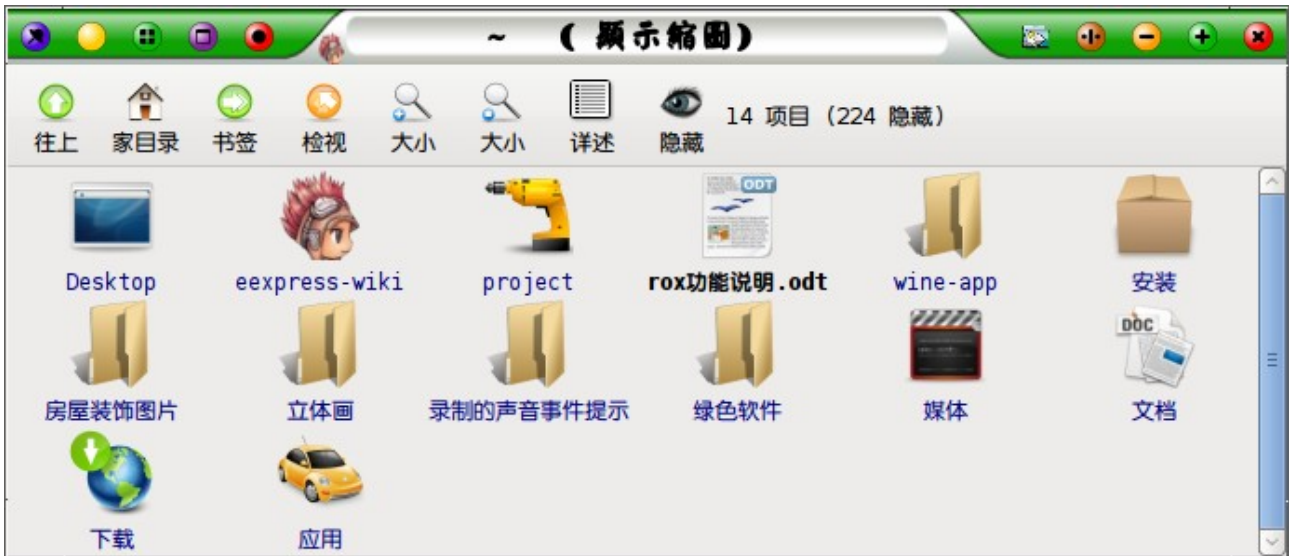 ~ (顯示縮圖)
往上 家目录 书签 检视 大小 大小 详述 隐藏 14 项目 (224 隐藏)
ODT DOC
Desktop eexpress-wiki project rox功能说明.odt wine-app 安装
房屋装饰图片 立体画 录制的声音事件提示 绿色软件 媒体 文档
下载 应用